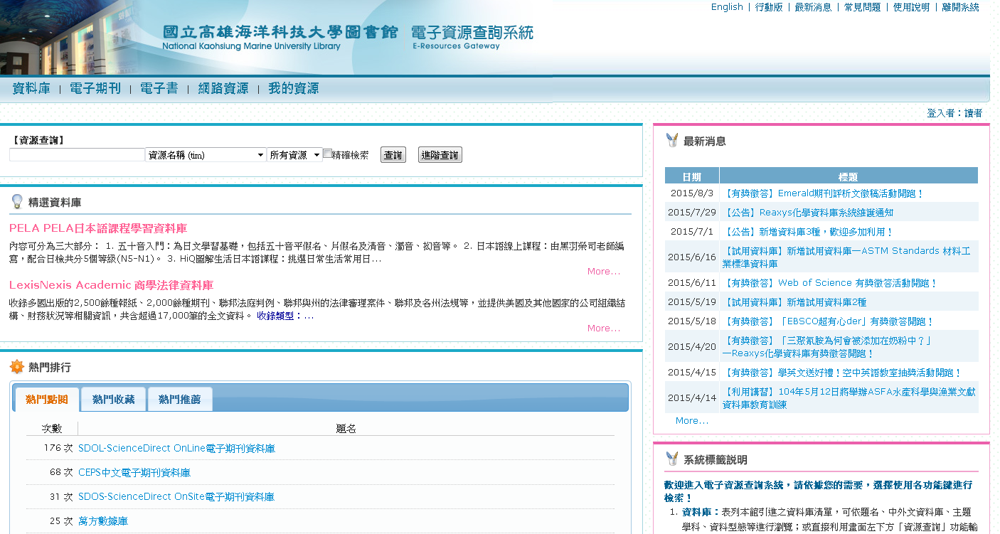 English | 行動版 | 最新消息 | 常見問題 | 使用說明 | 離開系統
國立高雄海洋科技大學圖書館 電子資源查詢系統
National Kaohsiung Marine University Library E-Resources Gateway
資料庫 | 電子期刊 | 電子書 | 網路資源 | 我的資源
登入者：讀者
【資源查詢】
資源名稱 (tim) 所有資源 精確檢索 查詢 進階查詢
精選資料庫
PELA PELA日本語課程學習資料庫
內容可分為三大部分： 1. 五十音入門：為日文學習基礎，包括五十音平假名、片假名及清音、濁音、拗音等。 2. 日本語線上課程：由黑羽榮司老師編
寫，配合日檢共分5個等級(N5-N1)。 3. HiQ圖解生活日本語課程：挑選日常生活常用日...
More...
LexisNexis Academic 商學法律資料庫
收錄多國出版的2,500餘種報紙、2,000餘種期刊、聯邦法庭判例、聯邦與州的法律審理案件、聯邦及各州法規等，並提供美國及其他國家的公司組織結
構、財務狀況等相關資訊，共含超過17,000筆的全文資料。 收錄類型：...
More...
熱門排行
熱門點閱 熱門收藏 熱門推薦
次數 題名
176 次 SDOL-ScienceDirect OnLine電子期刊資料庫
68 次 CEPS中文電子期刊資料庫
31 次 SDOS-ScienceDirect OnSite電子期刊資料庫
25 次 萬方數據庫
最新消息
日期 標題
2015/8/3 【有獎徵答】Emerald期刊評析文徵稿活動開跑！
2015/7/29 【公告】Reaxys化學資料庫系統維護通知
2015/7/1 【公告】新增資料庫3種，歡迎多加利用！
2015/6/16 【試用資料庫】新增試用資料庫—ASTM Standards 材料工
業標準資料庫
2015/6/11 【有獎徵答】Web of Science 有獎徵答活動開跑！
2015/5/19 【試用資料庫】新增試用資料庫2種
2015/5/18 【有獎徵答】「EBSCO超有心der」有獎徵答開跑！
2015/4/20 【有獎徵答】「三聚氰胺為何會被添加在奶粉中？」
—Reaxys化學資料庫有獎徵答開跑！
2015/4/15 【有獎徵答】學英文送好禮！空中英語教室抽獎活動開跑！
2015/4/14 【利用講習】104年5月12日將舉辦ASFA水產科學與漁業文獻
資料庫教育訓練
More...
系統標籤說明
歡迎進入電子資源查詢系統，請依據您的需要，選擇使用各功能鍵進行
檢索！
1. 資料庫：表列本館引進之資料庫清單，可依題名、中外文資料庫、主題
學科、資料型態等進行瀏覽；或直接利用畫面左下方「資源查詢」功能輸